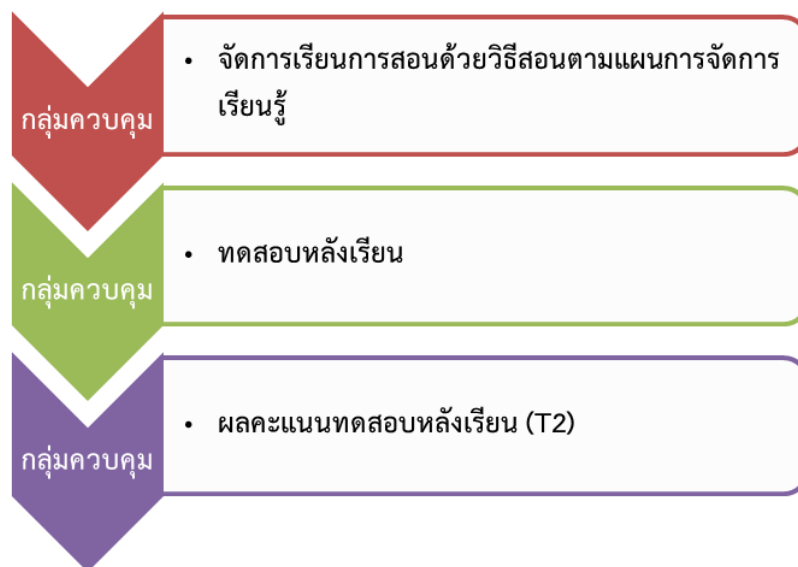 กลุ่มควบคุม
• จัดการเรียนการสอนด้วยวิธีสอนตามแผนการจัดการ
เรียนรู้
กลุ่มควบคุม
• ทดสอบหลังเรียน
กลุ่มควบคุม
• ผลคะแนนทดสอบหลังเรียน (T2)